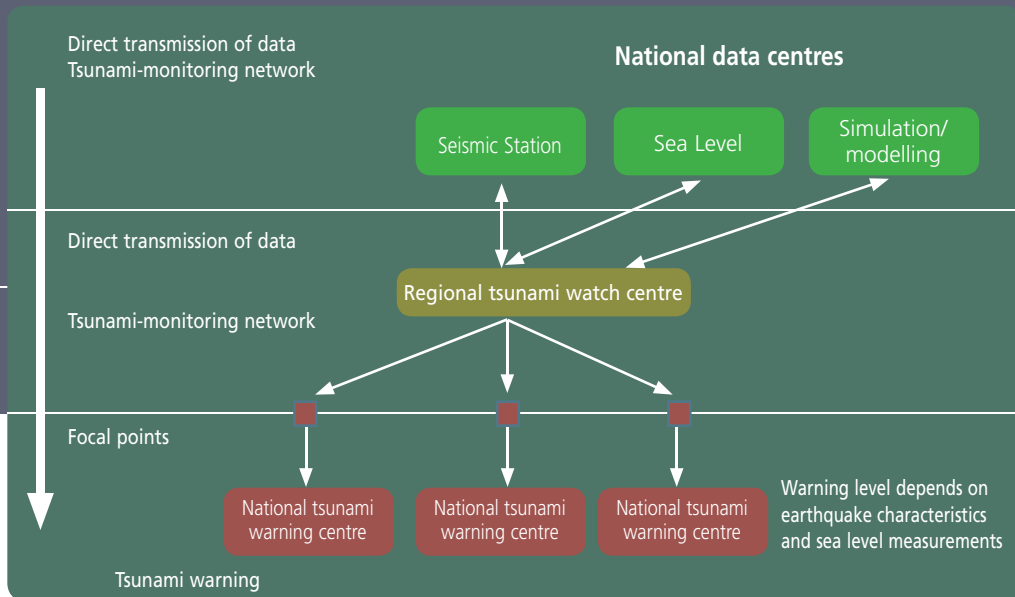 Direct transmission of data
Tsunami-monitoring network
National data centres
Seismic Station
Sea Level
Simulation/
modelling
Direct transmission of data
Regional tsunami watch centre
Tsunami-monitoring network
Focal points
National tsunami
warning centre
National tsunami
warning centre
National tsunami
warning centre
Warning level depends on
earthquake characteristics
and sea level measurements
Tsunami warning